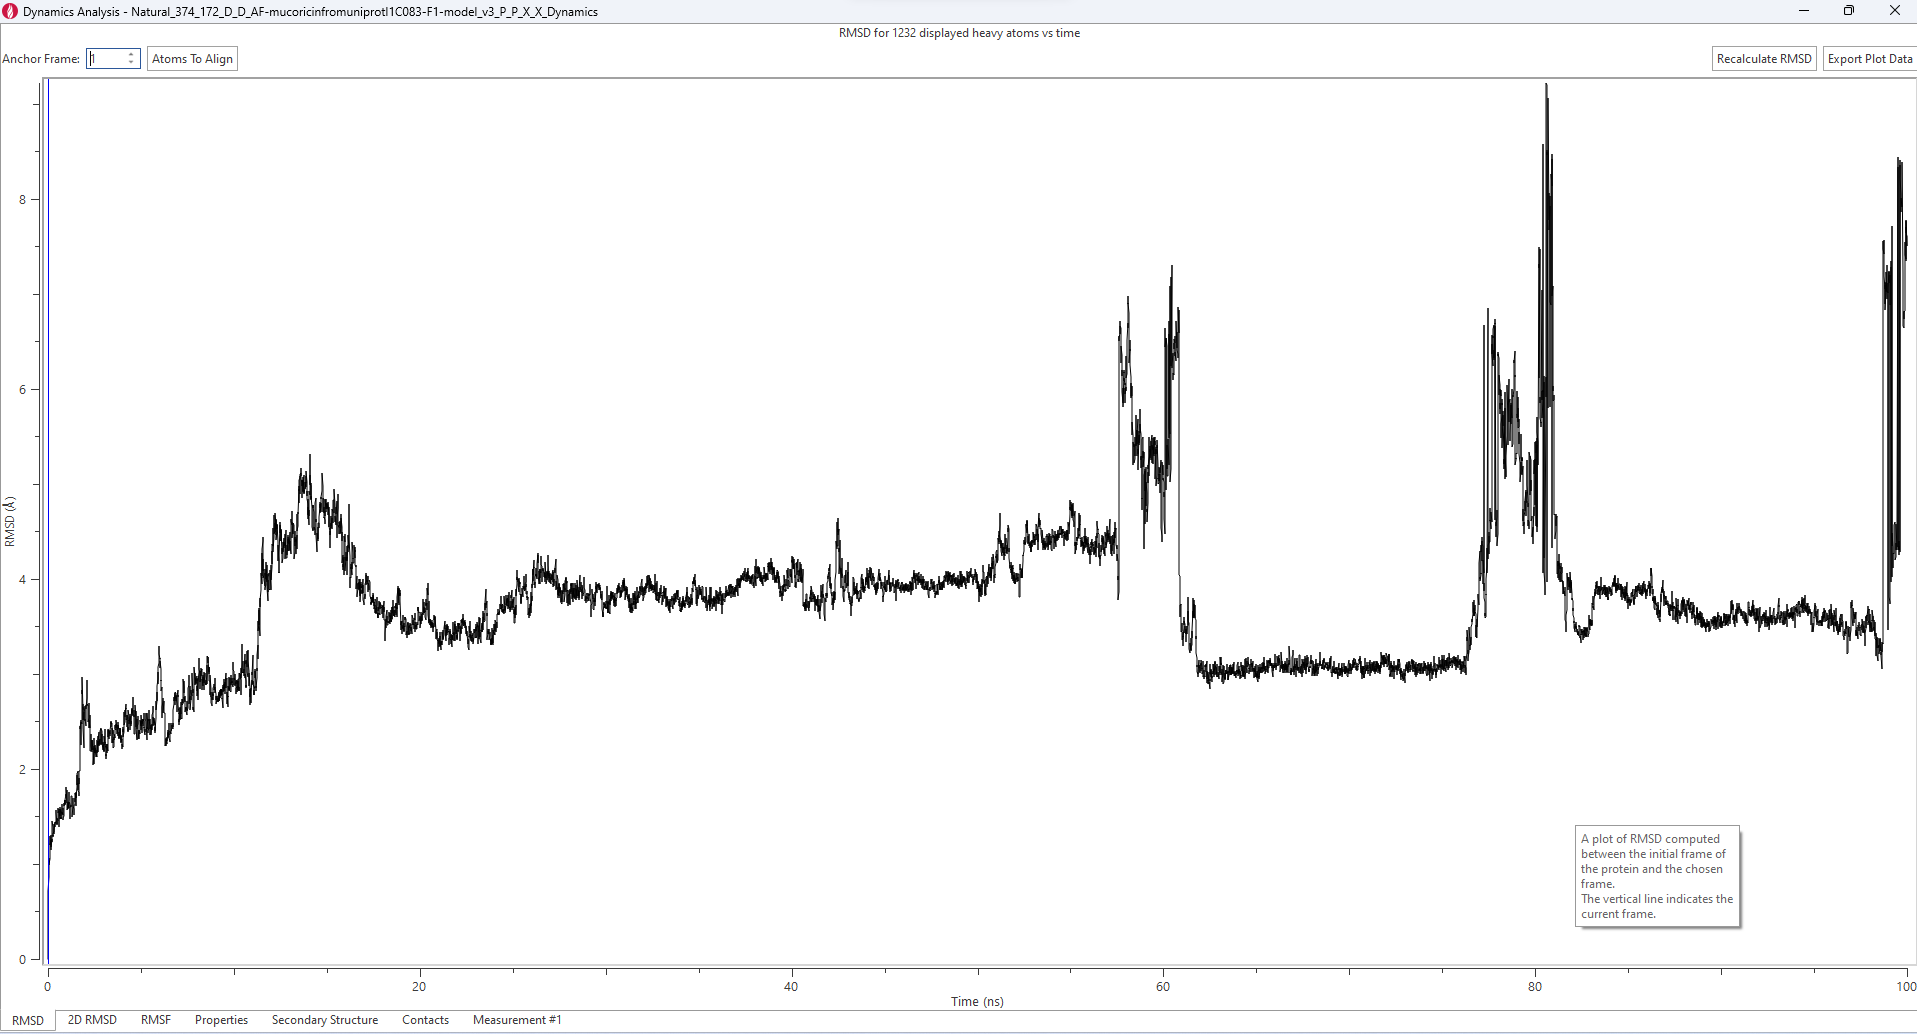 Dynamics Analysis - Natural_374_172_D_D_AF-mucoricinfromuniprotI1C083-F1-model_v3_P_P_X_X_Dynamics
RMSD for 1232 displayed heavy atoms vs time
Anchor Frame: 1 Atoms To Align Recalculate RMSD Export Plot Data
8
6
4
2
0
RMSD (Å)
A plot of RMSD computed
between the initial frame of
the protein and the chosen
frame.
The vertical line indicates the
current frame.
0 20 40 60 80 100
Time (ns)
RMSD 2D RMSD RMSF Properties Secondary Structure Contacts Measurement #1